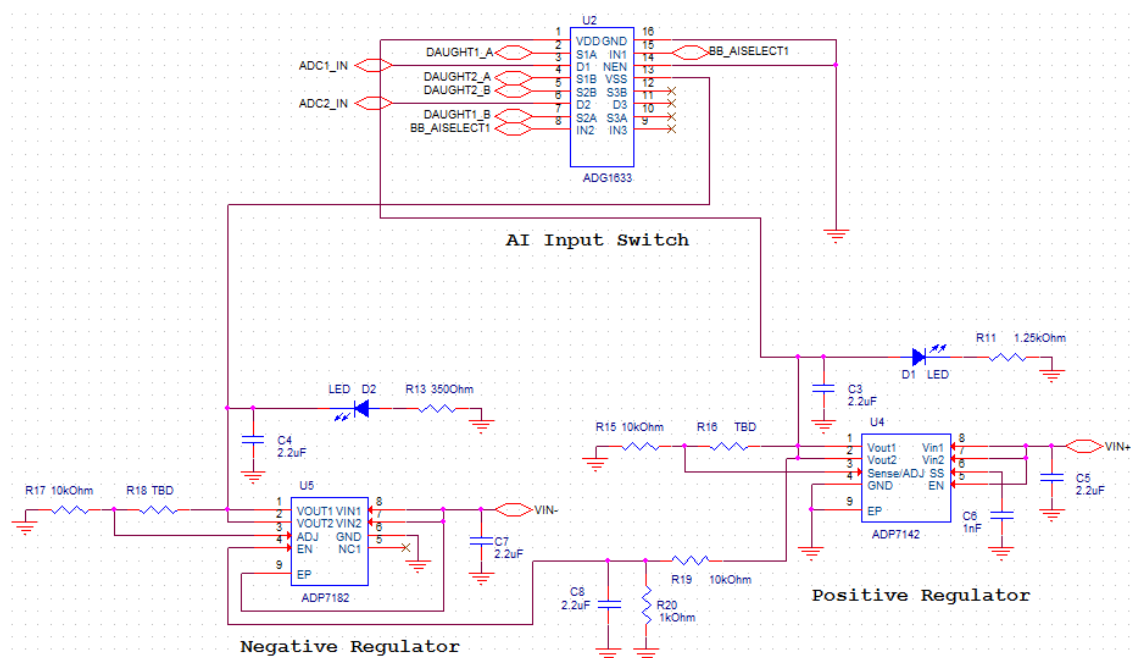 U2
1 VDD GND 16
DAUGHT1_A 2 S1A IN1 15 BB_AISELECT1
ADC1_IN 3 D1 NEN 14
DAUGHT2_A 4 S1B VSS 13
DAUGHT2_B 5 S2B S3B 12
ADC2_IN 6 D2 D3 11
DAUGHT1_B 7 S2A S3A 10
BB_AISELECT1 8 IN2 IN3 9
ADG1633
AI Input Switch
R11 1.25kOhm
D1 LED
C3
2.2uF
LED D2 R13 350Ohm
C4
2.2uF
R15 10kOhm R16 TBD
U4
1 Vout1 Vin1 8 VIN+
2 Vout2 Vin2 7
3 Sense/ADJ SS 6
4 GND EN 5
9 EP
ADP7142
C5
2.2uF
C6
1nF
R17 10kOhm R18 TBD
U5
1 VOUT1 VIN1 8 VIN-
2 VOUT2 VIN2 7
3 ADJ GND 6
4 EN NC1 5
9 EP
ADP7182
C7
2.2uF
R19 10kOhm
C8
2.2uF
R20
1kOhm
Positive Regulator
Negative Regulator